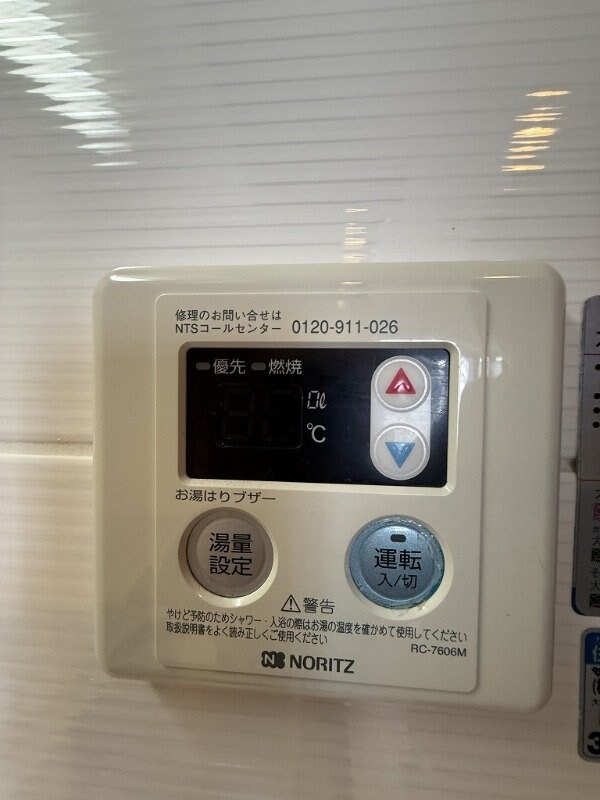 修理のお問い合せは
NTSコールセンター 0120-911-026
優先 燃焼
0ℓ
℃
お湯はりブザー
湯量
設定
運転
入/切
警告
やけど予防のためシャワー・入浴の際はお湯の温度を確かめて使用してください
取扱説明書をよく読み正しくご使用ください
RC-7606M
NORITZ